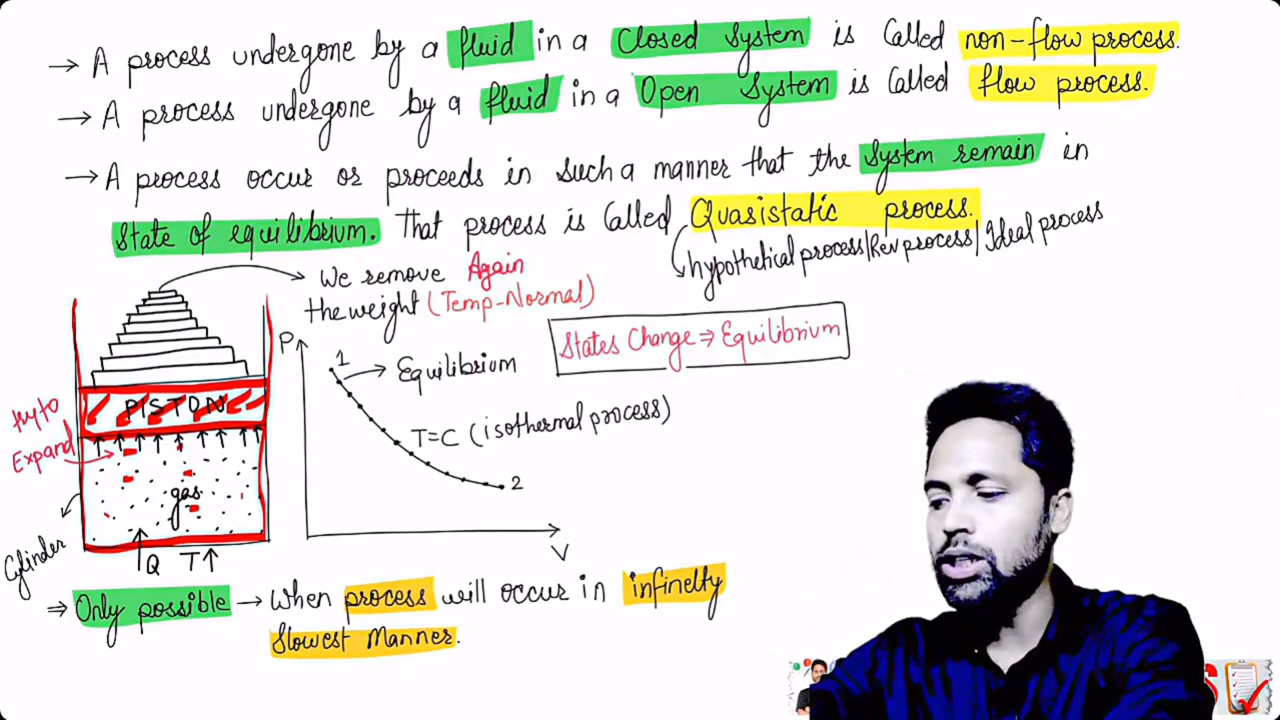 → A process undergone by a fluid in a Closed System is Called non-flow process.
→ A process undergone by a fluid in a Open System is Called flow process.
→ A process occur or proceeds in Such a manner that the System remain in
State of equilibrium. That process is Called Quasistatic process.
hypothetical process/Rev process/Ideal process
We remove Again
the weight (Temp-Normal)
States Change ⇒ Equilibrium
P
1
Equilibrium
T=C (isothermal process)
2
V
PISTON
try to
Expand
gas
Cylinder
Q T↑
⇒ Only possible → When process will occur in infinelty
Slowest Manner.
S